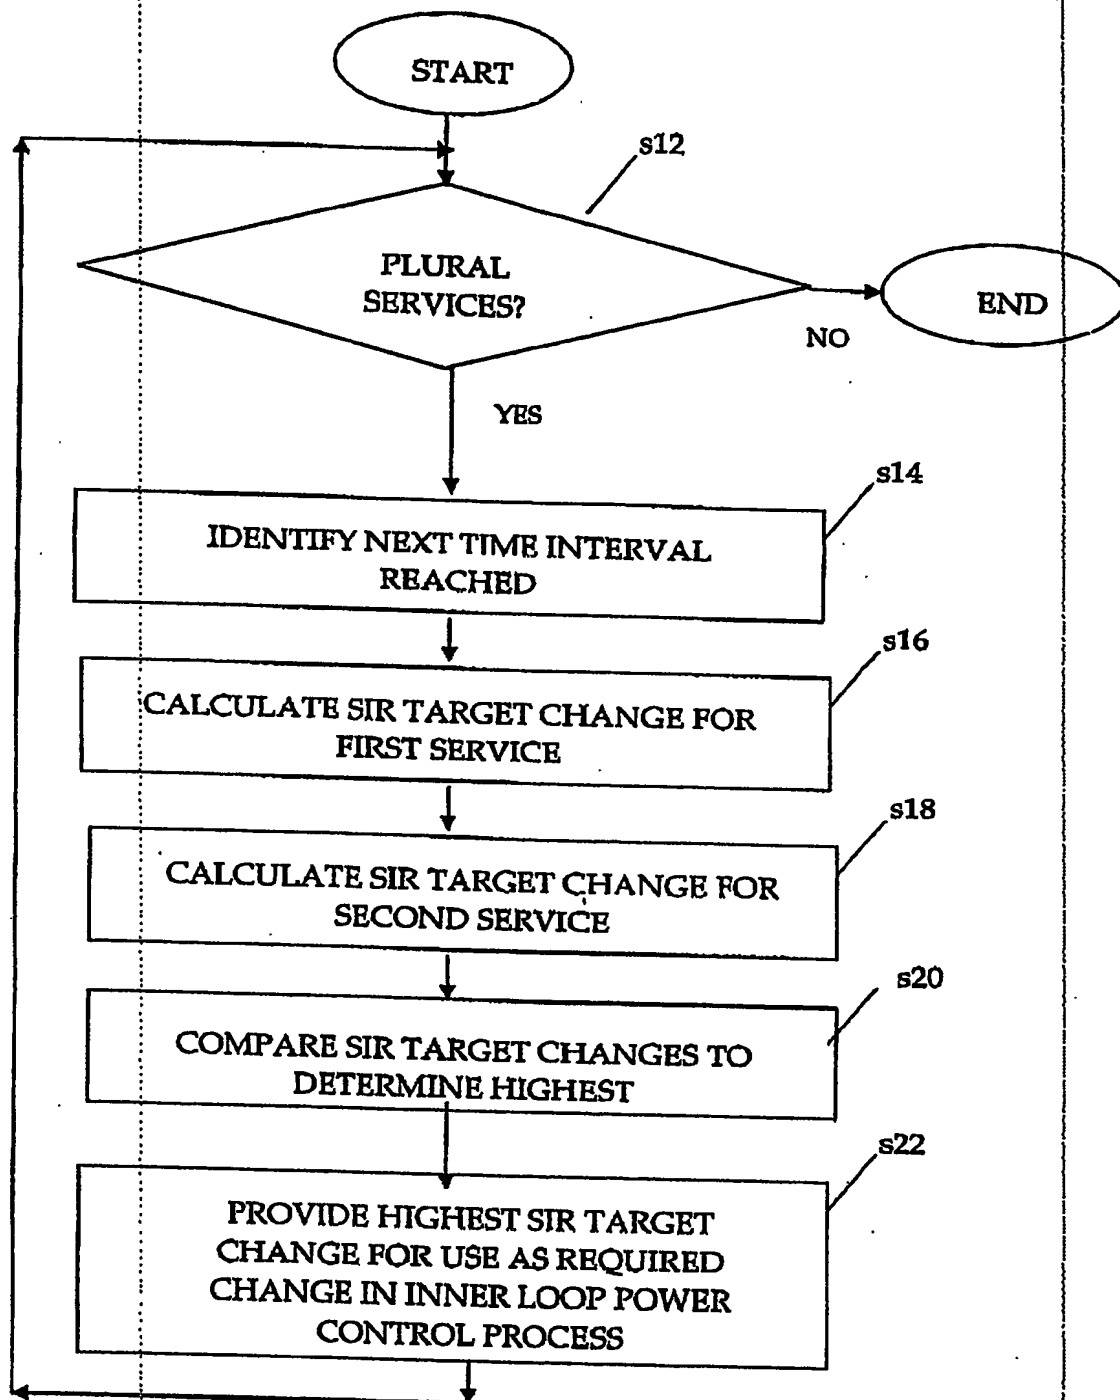 START
s12
PLURAL
SERVICES?
END
NO
YES
s14
IDENTIFY NEXT TIME INTERVAL
REACHED
s16
CALCULATE SIR TARGET CHANGE FOR
FIRST SERVICE
s18
CALCULATE SIR TARGET CHANGE FOR
SECOND SERVICE
s20
COMPARE SIR TARGET CHANGES TO
DETERMINE HIGHEST
s22
PROVIDE HIGHEST SIR TARGET
CHANGE FOR USE AS REQUIRED
CHANGE IN INNER LOOP POWER
CONTROL PROCESS